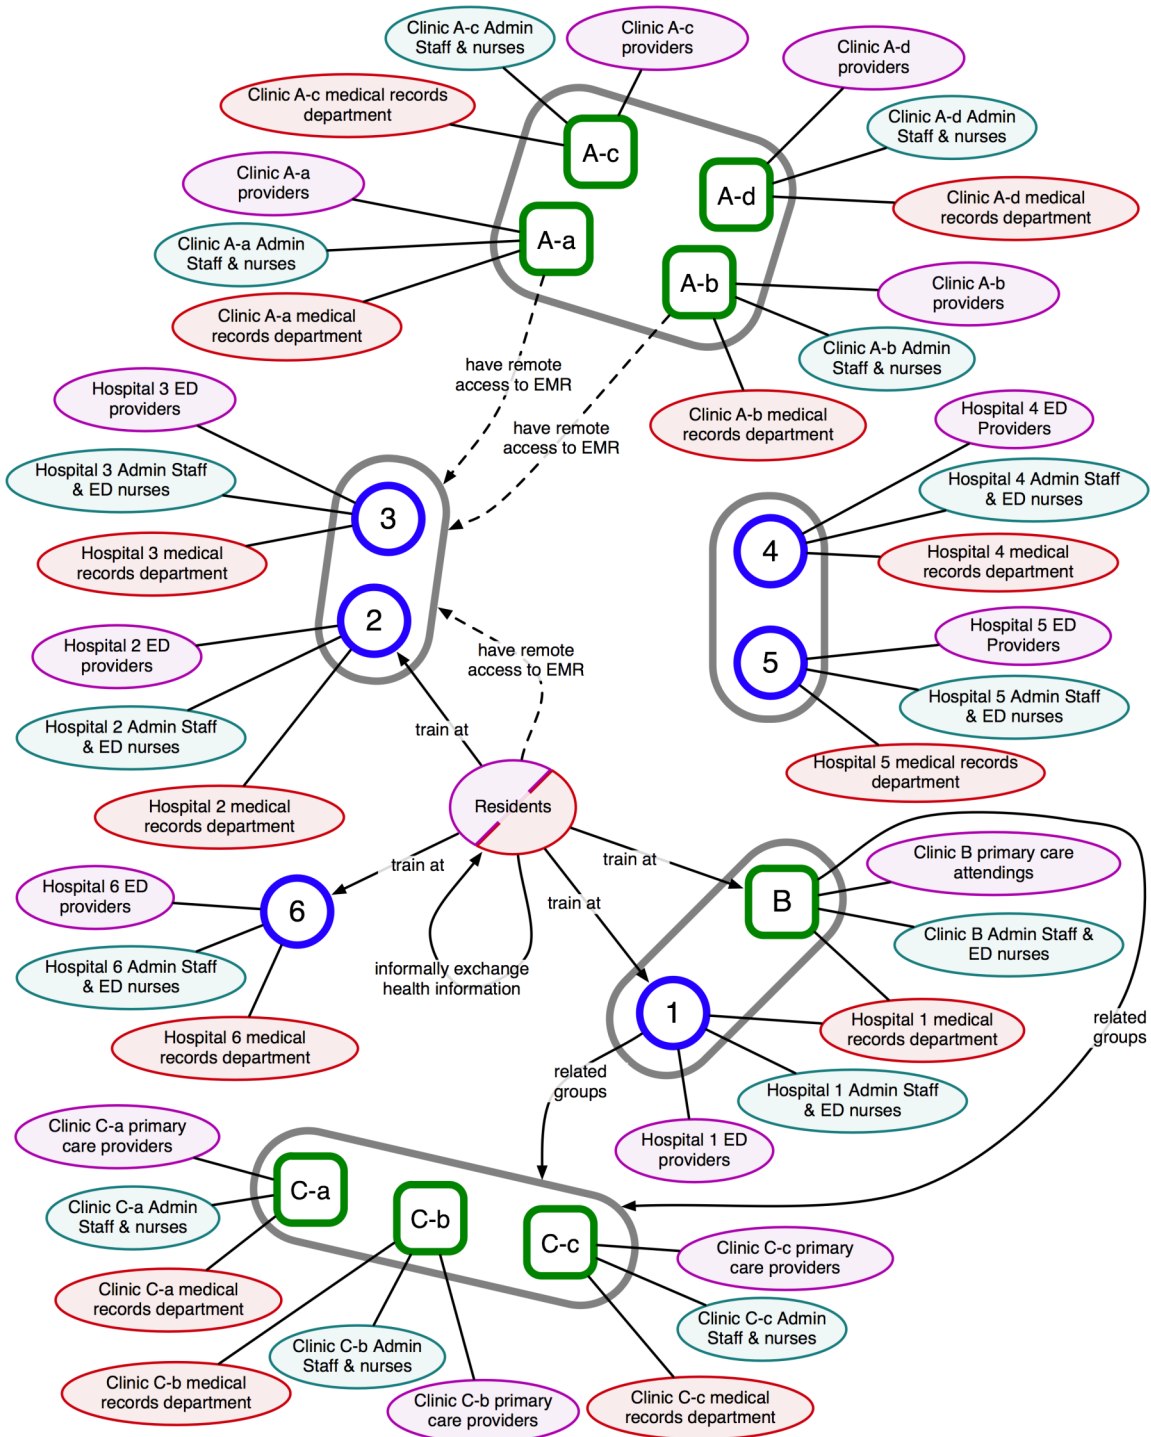 Clinic A-c Admin
Staff & nurses
Clinic A-c
providers
Clinic A-d
providers
Clinic A-c medical records
department
Clinic A-d Admin
Staff & nurses
A-c
Clinic A-a
providers
A-d
Clinic A-d medical
records department
Clinic A-a Admin
Staff & nurses
A-a
A-b
Clinic A-b
providers
Clinic A-a medical
records department
Clinic A-b Admin
Staff & nurses
have remote
access to EMR
Hospital 3 ED
providers
Clinic A-b medical
records department
have remote
access to EMR
Hospital 4 ED
Providers
Hospital 3 Admin Staff
& ED nurses
Hospital 4 Admin Staff
& ED nurses
3
4
Hospital 3 medical
records department
Hospital 4 medical
records department
2
Hospital 2 ED
providers
have remote
access to EMR
Hospital 5 ED
Providers
5
Hospital 2 Admin Staff
& ED nurses
train at
Hospital 5 Admin Staff
& ED nurses
Hospital 5 medical records
department
Hospital 2 medical
records department
Residents
train at
train at
Clinic B primary care
attendings
Hospital 6 ED
providers
6
train at
B
Clinic B Admin Staff &
ED nurses
Hospital 6 Admin Staff
& ED nurses
informally exchange
health information
1
Hospital 1 medical
records department
related
groups
Hospital 6 medical
records department
related
groups
Hospital 1 Admin Staff
& ED nurses
Clinic C-a primary
care providers
Hospital 1 ED
providers
C-a
Clinic C-a Admin
Staff & nurses
C-b
C-c
Clinic C-c primary
care providers
Clinic C-a medical
records department
Clinic C-c Admin
Staff & nurses
Clinic C-b Admin
Staff & nurses
Clinic C-b medical
records department
Clinic C-b primary
care providers
Clinic C-c medical
records department